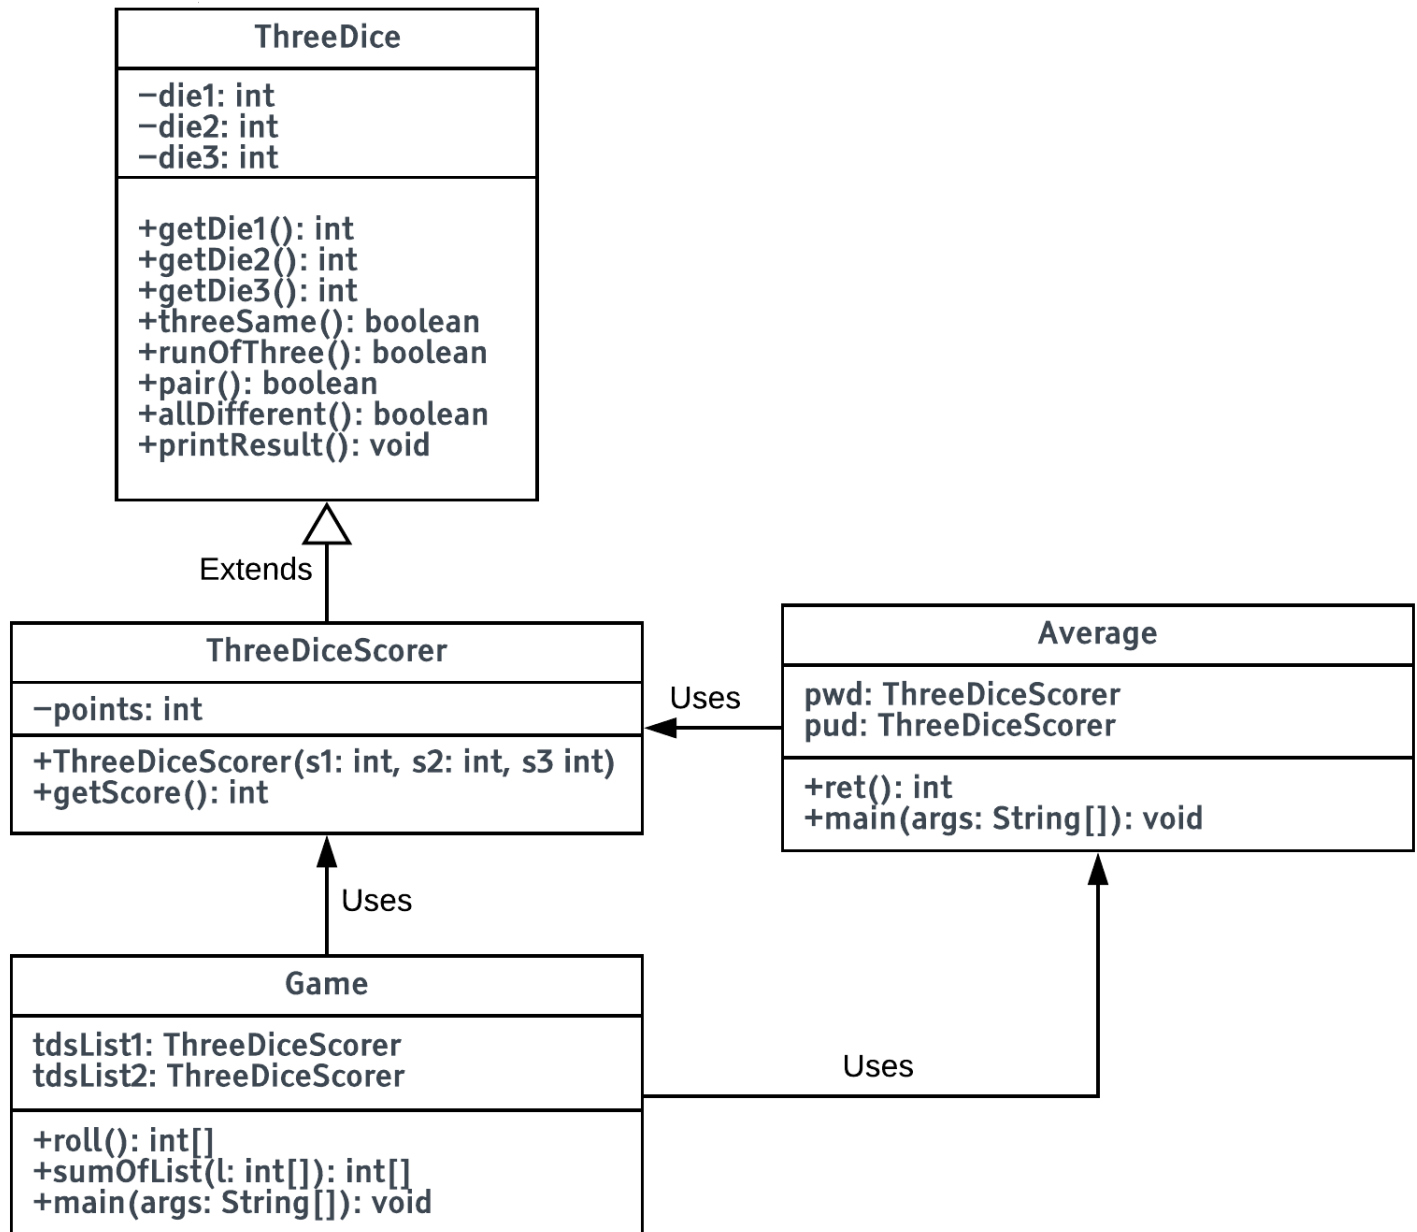 ThreeDice
−die1: int
−die2: int
−die3: int
+getDie1(): int
+getDie2(): int
+getDie3(): int
+threeSame(): boolean
+runOfThree(): boolean
+pair(): boolean
+allDifferent(): boolean
+printResult(): void
Extends
ThreeDiceScorer
−points: int
+ThreeDiceScorer(s1: int, s2: int, s3 int)
+getScore(): int
Uses
Average
pwd: ThreeDiceScorer
pud: ThreeDiceScorer
+ret(): int
+main(args: String[]): void
Uses
Game
tdsList1: ThreeDiceScorer
tdsList2: ThreeDiceScorer
+roll(): int[]
+sumOfList(l: int[]): int[]
+main(args: String[]): void
Uses